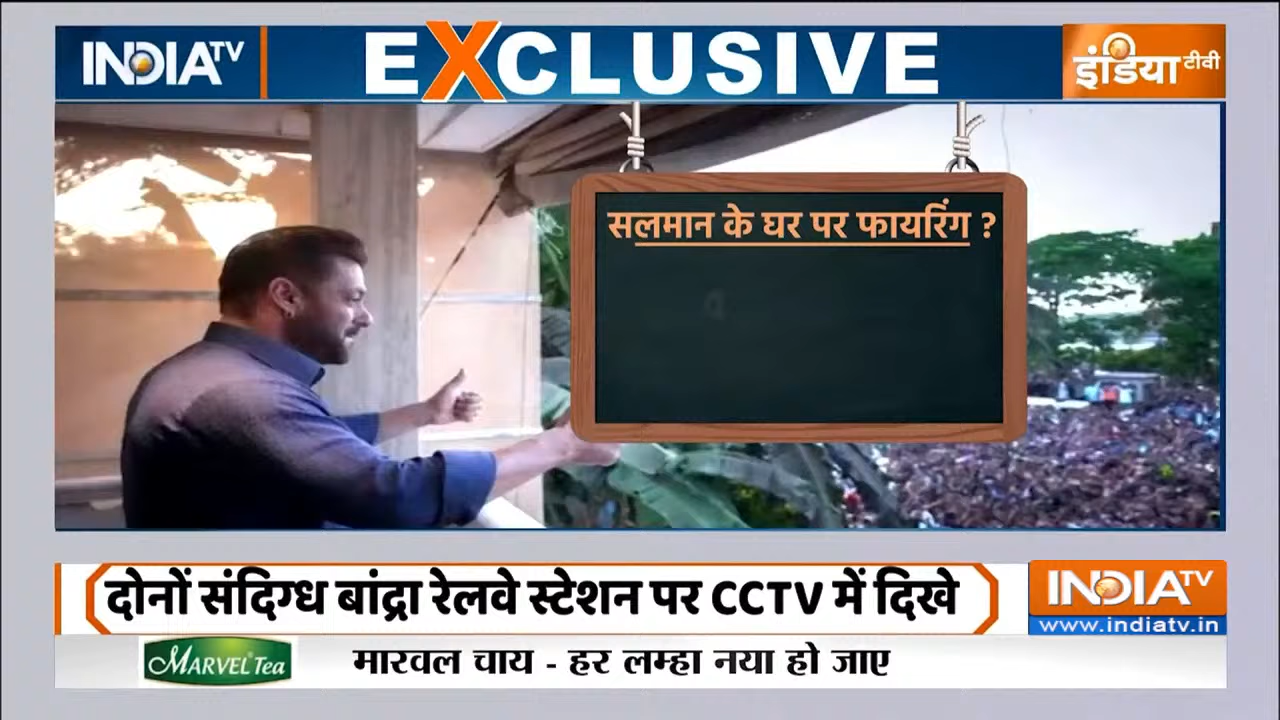 INDIA TV
EXCLUSIVE
इंडिया टीवी
सलमान के घर पर फायरिंग ?
दोनों संदिग्ध बांद्रा रेलवे स्टेशन पर CCTV में दिखे
INDIA TV
www.indiatv.in
MARVEL Tea
मारवल चाय - हर लम्हा नया हो जाए